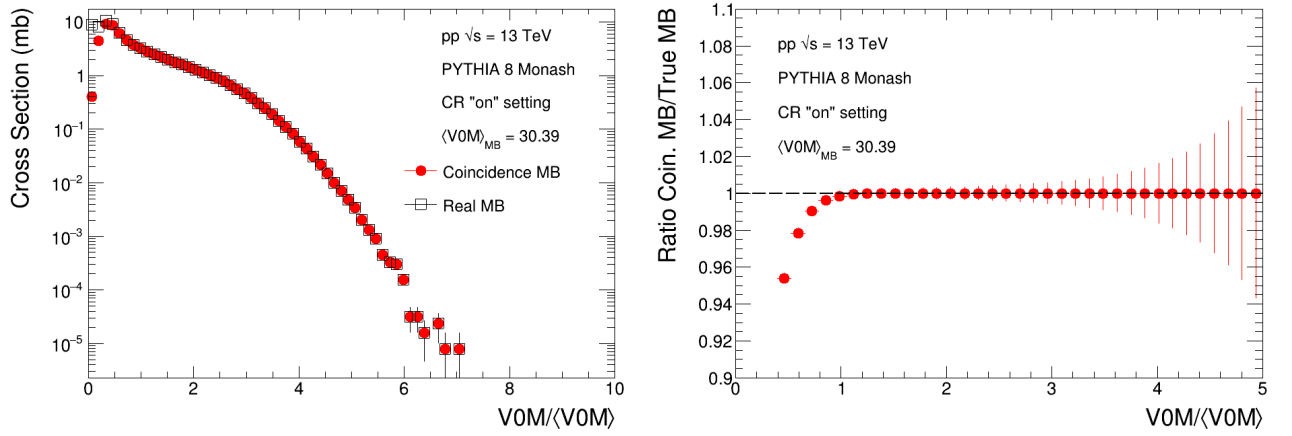 Cross Section (mb)
10
1
10⁻¹
10⁻²
10⁻³
10⁻⁴
10⁻⁵
pp √s = 13 TeV
PYTHIA 8 Monash
CR "on" setting
⟨V0M⟩MB = 30.39
Coincidence MB
Real MB
0 2 4 6 8 10
V0M/⟨V0M⟩
Ratio Coin. MB/True MB
1.1
1.08
1.06
1.04
1.02
1
0.98
0.96
0.94
0.92
0.9
pp √s = 13 TeV
PYTHIA 8 Monash
CR "on" setting
⟨V0M⟩MB = 30.39
0 1 2 3 4 5
V0M/⟨V0M⟩